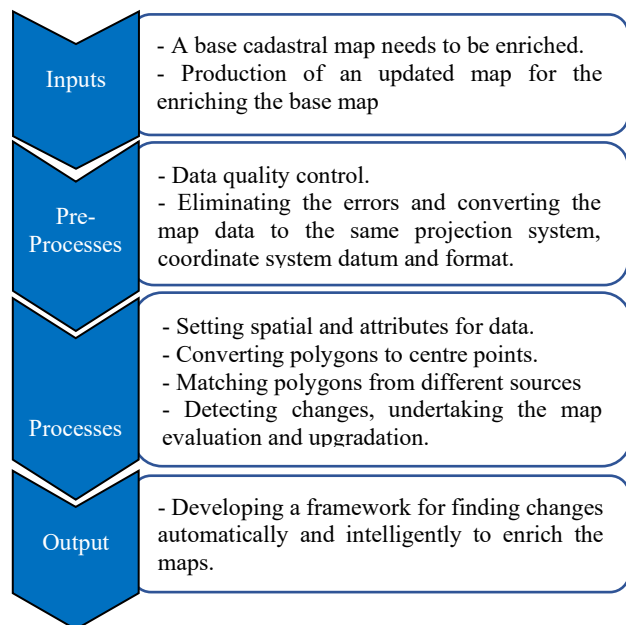 Inputs
- A base cadastral map needs to be enriched.
- Production of an updated map for the
enriching the base map
Pre-
Processes
- Data quality control.
- Eliminating the errors and converting the
map data to the same projection system,
coordinate system datum and format.
Processes
- Setting spatial and attributes for data.
- Converting polygons to centre points.
- Matching polygons from different sources
- Detecting changes, undertaking the map
evaluation and upgradation.
Output
- Developing a framework for finding changes
automatically and intelligently to enrich the
maps.